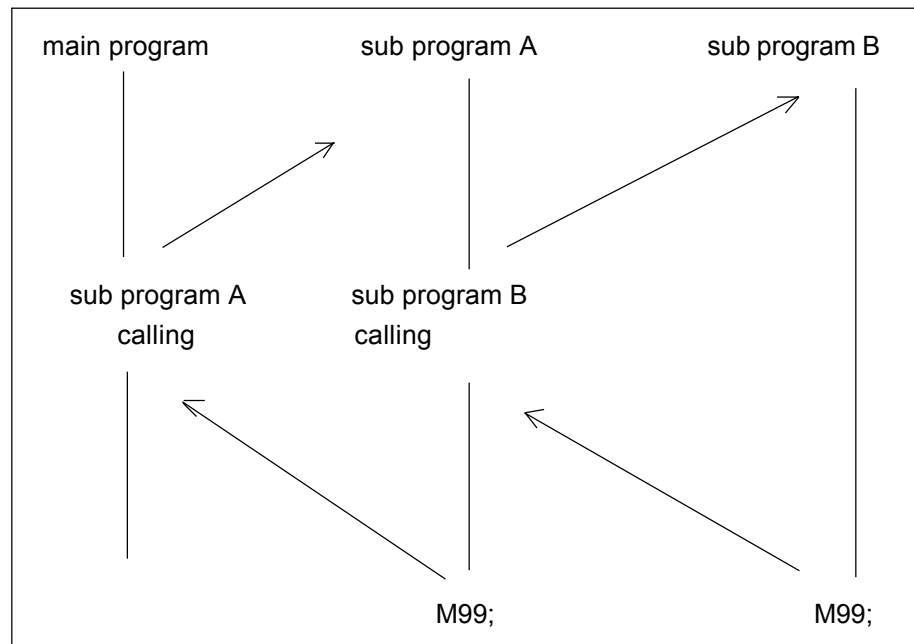 main program
sub program A
sub program B
sub program A
calling
sub program B
calling
M99;
M99;